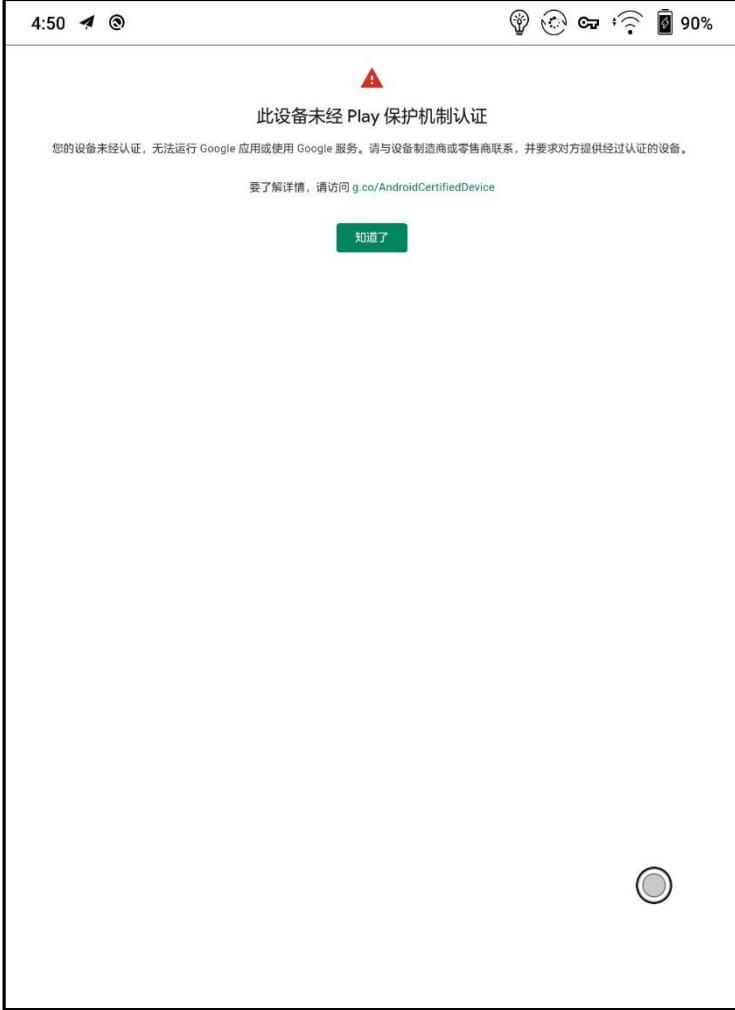 4:50 90%
此设备未经 Play 保护机制认证
您的设备未经认证，无法运行 Google 应用或使用 Google 服务。请与设备制造商或零售商联系，并要求对方提供经过认证的设备。
要了解详情，请访问 g.co/AndroidCertifiedDevice
知道了